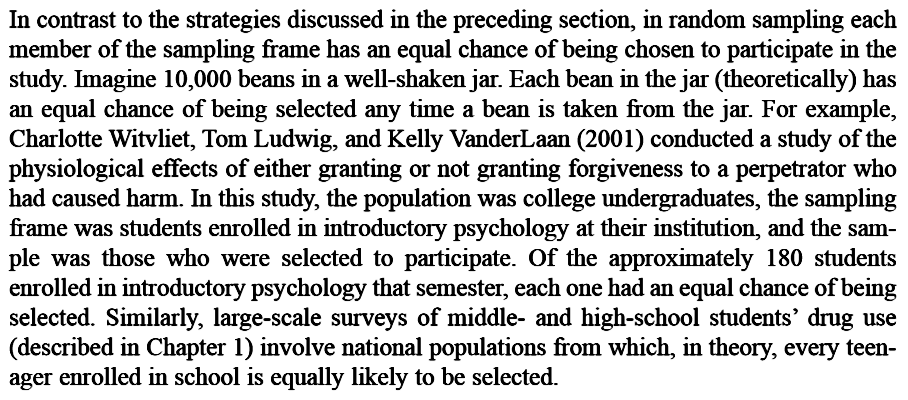 In contrast to the strategies discussed in the preceding section, in random sampling each
member of the sampling frame has an equal chance of being chosen to participate in the
study. Imagine 10,000 beans in a well-shaken jar. Each bean in the jar (theoretically) has
an equal chance of being selected any time a bean is taken from the jar. For example,
Charlotte Witvliet, Tom Ludwig, and Kelly VanderLaan (2001) conducted a study of the
physiological effects of either granting or not granting forgiveness to a perpetrator who
had caused harm. In this study, the population was college undergraduates, the sampling
frame was students enrolled in introductory psychology at their institution, and the sam-
ple was those who were selected to participate. Of the approximately 180 students
enrolled in introductory psychology that semester, each one had an equal chance of being
selected. Similarly, large-scale surveys of middle- and high-school students’ drug use
(described in Chapter 1) involve national populations from which, in theory, every teen-
ager enrolled in school is equally likely to be selected.